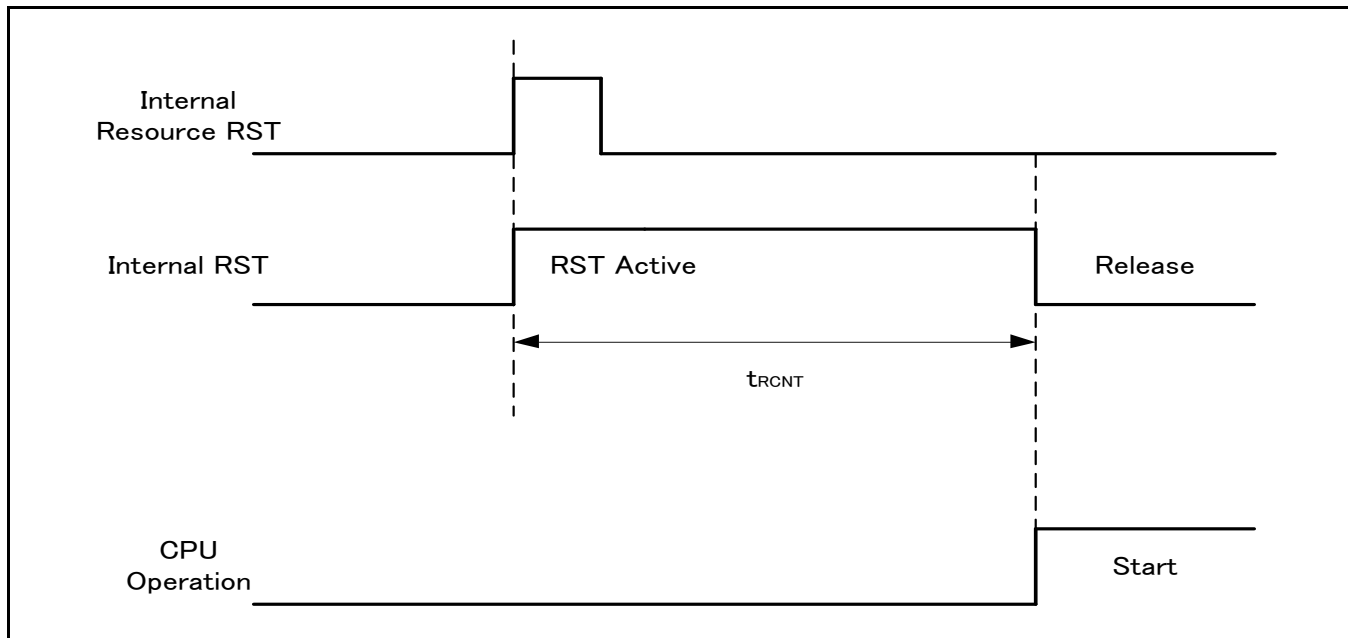 Internal
Resource RST
Internal RST
RST Active
Release
tRCNT
CPU
Operation
Start